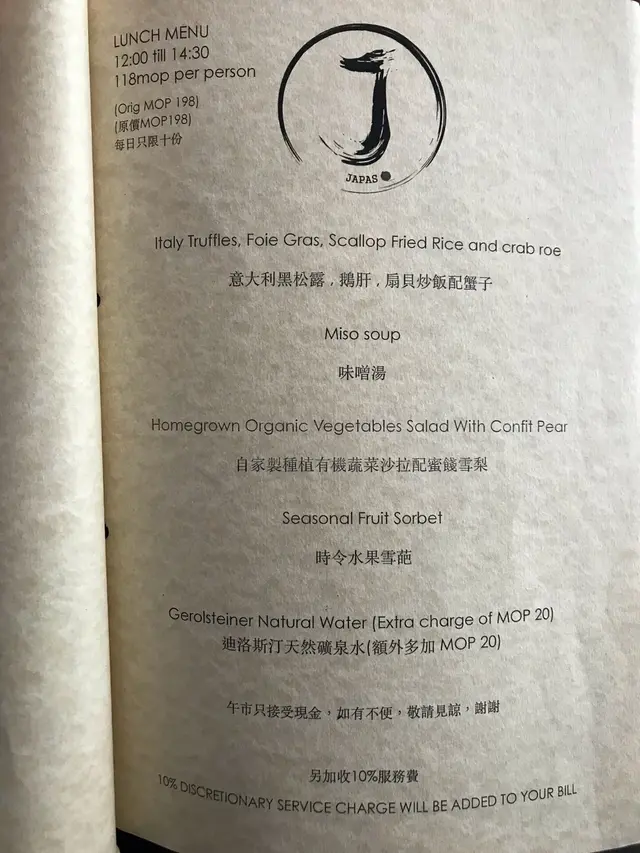 LUNCH MENU
12:00 till 14:30
118mop per person
(Orig MOP 198)
(原價MOP198)
每日只限十份
J
JAPAS
Italy Truffles, Foie Gras, Scallop Fried Rice and crab roe
意大利黑松露，鵝肝，扇貝炒飯配蟹子
Miso soup
味噌湯
Homegrown Organic Vegetables Salad With Confit Pear
自家製種植有機蔬菜沙拉配蜜餞雪梨
Seasonal Fruit Sorbet
時令水果雪葩
Gerolsteiner Natural Water (Extra charge of MOP 20)
迪洛斯汀天然礦泉水(額外多加 MOP 20)
午市只接受現金，如有不便，敬請見諒，謝謝
另加收10%服務費
10% DISCRETIONARY SERVICE CHARGE WILL BE ADDED TO YOUR BILL